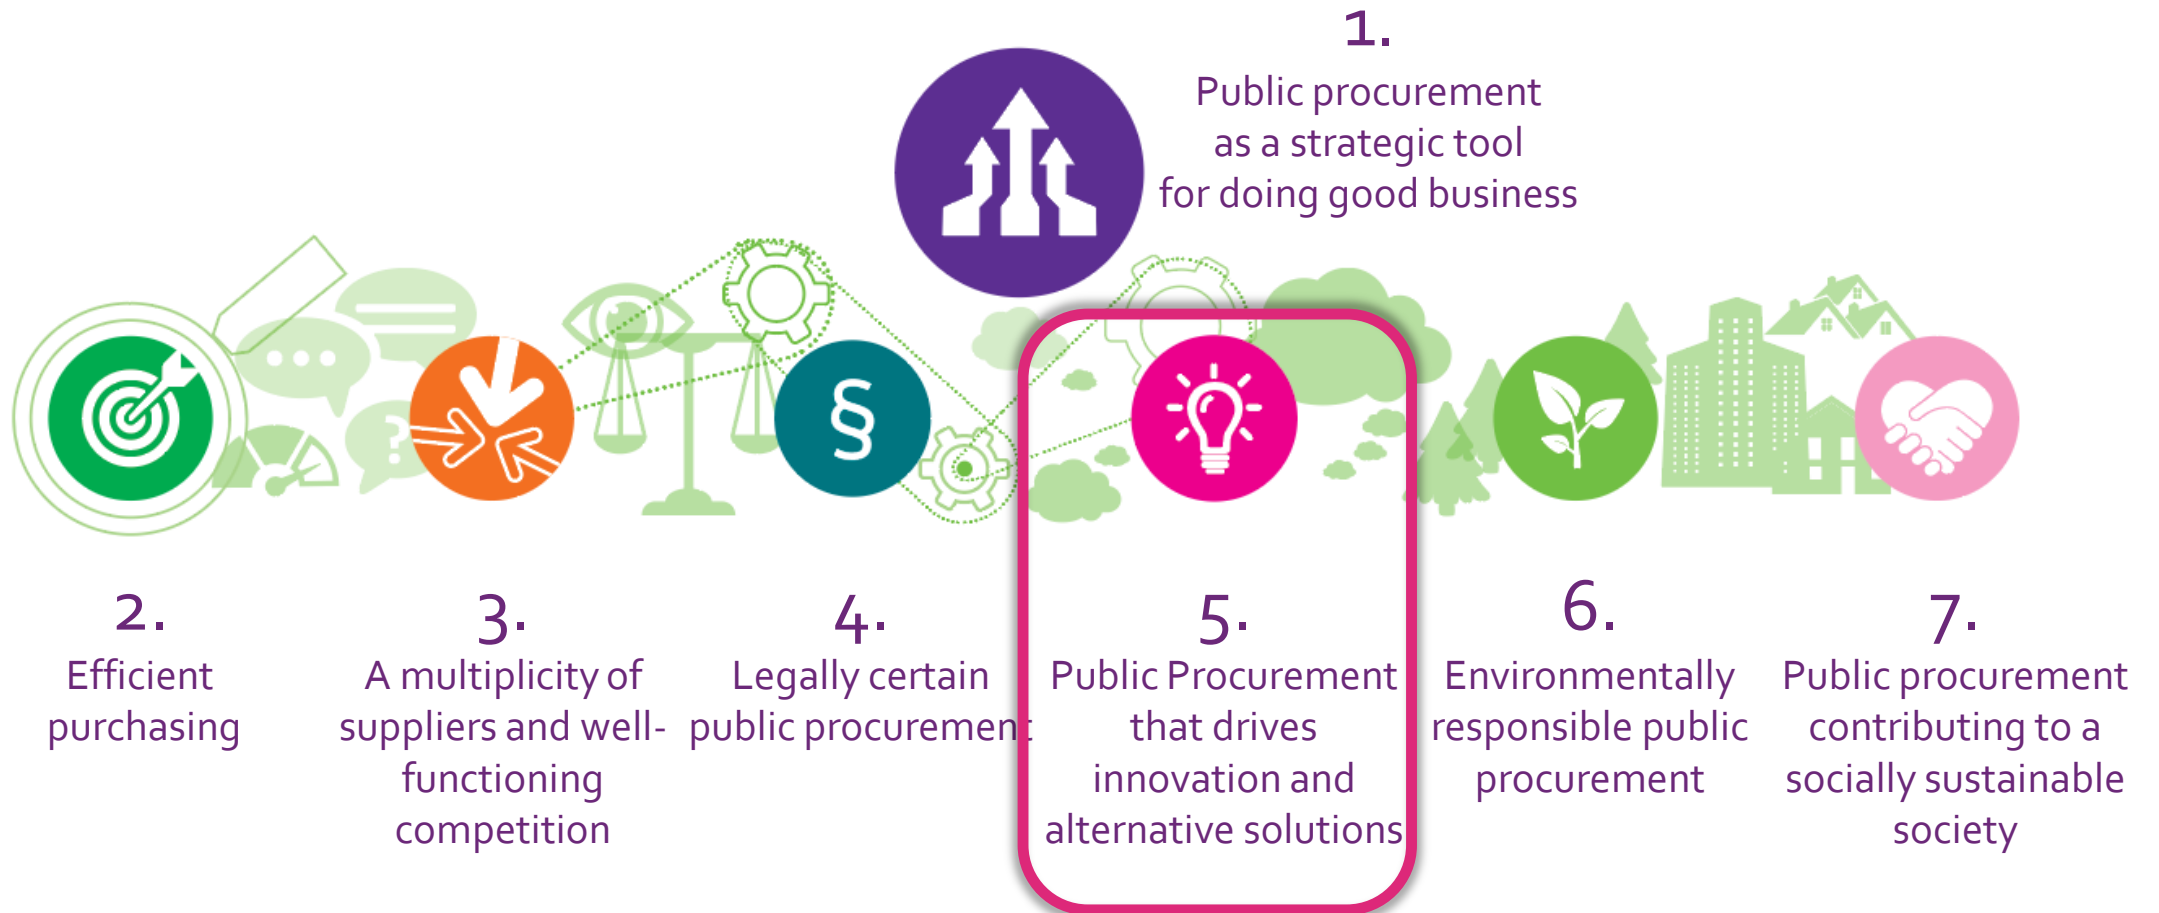 1.
Public procurement
as a strategic tool
for doing good business
?
§
2.
Efficient
purchasing
3.
A multiplicity of
suppliers and well-
functioning
competition
4.
Legally certain
public procurement
5.
Public Procurement
that drives
innovation and
alternative solutions
6.
Environmentally
responsible public
procurement
7.
Public procurement
contributing to a
socially sustainable
society